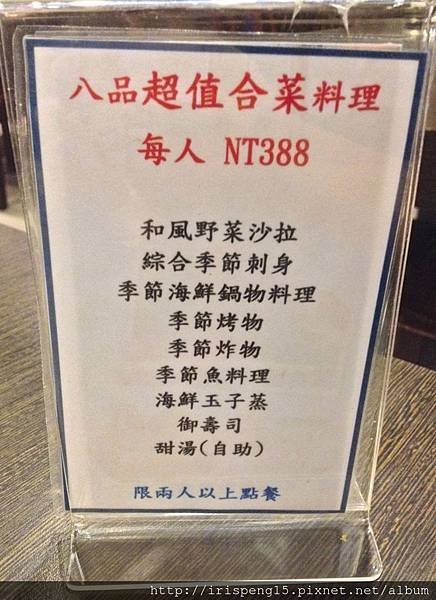 八品超值合菜料理
每人 NT388
和風野菜沙拉
綜合季節刺身
季節海鮮鍋物料理
季節烤物
季節炸物
季節魚料理
海鮮玉子蒸
御壽司
甜湯(自助)
限兩人以上點餐
http://irispeng15.pixnet.net/album